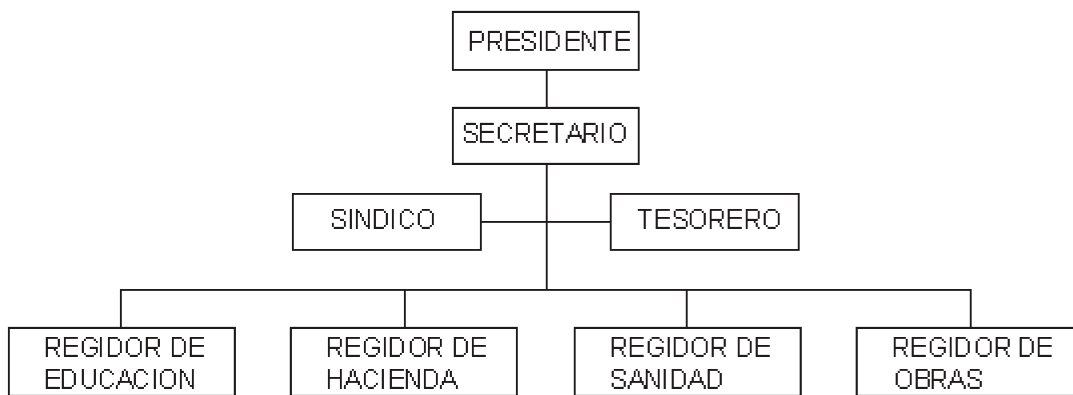 PRESIDENTE
SECRETARIO
SINDICO
TESORERO
REGIDOR DE
EDUCACION
REGIDOR DE
HACIENDA
REGIDOR DE
SANIDAD
REGIDOR DE
OBRAS